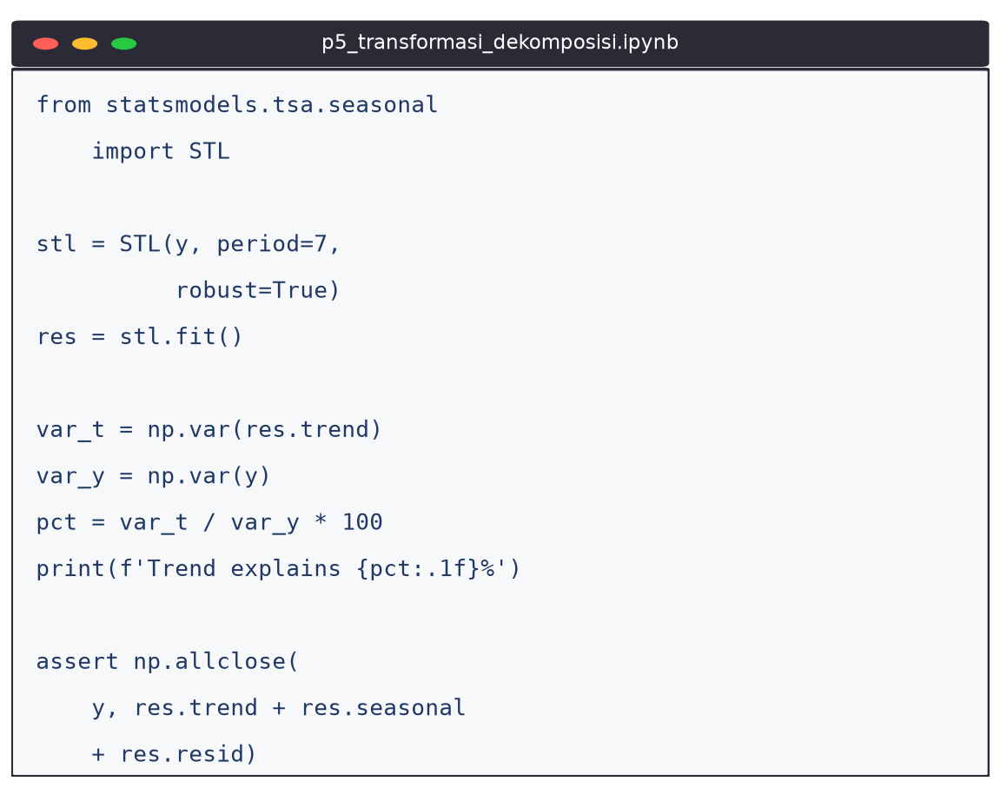 p5_transformasi_dekomposisi.ipynb
from statsmodels.tsa.seasonal
    import STL

stl = STL(y, period=7,
          robust=True)
res = stl.fit()

var_t = np.var(res.trend)
var_y = np.var(y)
pct = var_t / var_y * 100
print(f'Trend explains {pct:.1f}%')

assert np.allclose(
    y, res.trend + res.seasonal
    + res.resid)